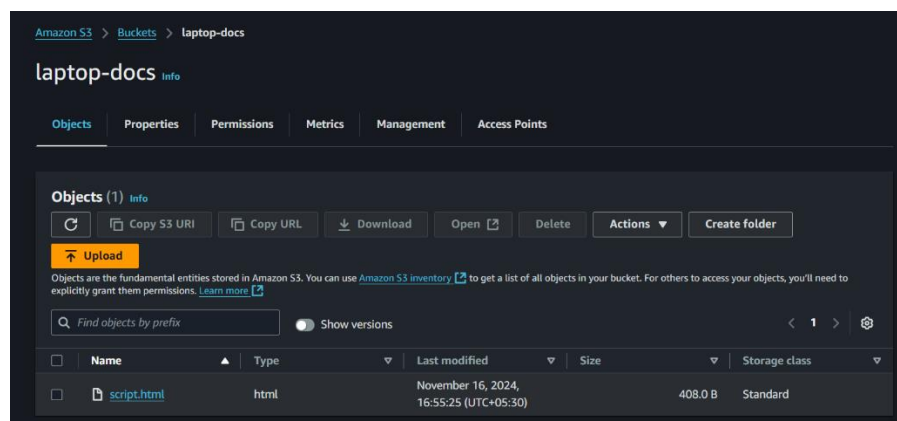 Amazon S3 > Buckets > laptop-docs
laptop-docs Info
Objects Properties Permissions Metrics Management Access Points
Objects (1) Info
Copy S3 URI Copy URL Download Open Delete Actions Create folder
Upload
Objects are the fundamental entities stored in Amazon S3. You can use Amazon S3 inventory to get a list of all objects in your bucket. For others to access your objects, you'll need to
explicitly grant them permissions. Learn more
Find objects by prefix Show versions < 1 >
Name Type Last modified Size Storage class
script.html html November 16, 2024, 408.0 B Standard
16:55:25 (UTC+05:30)